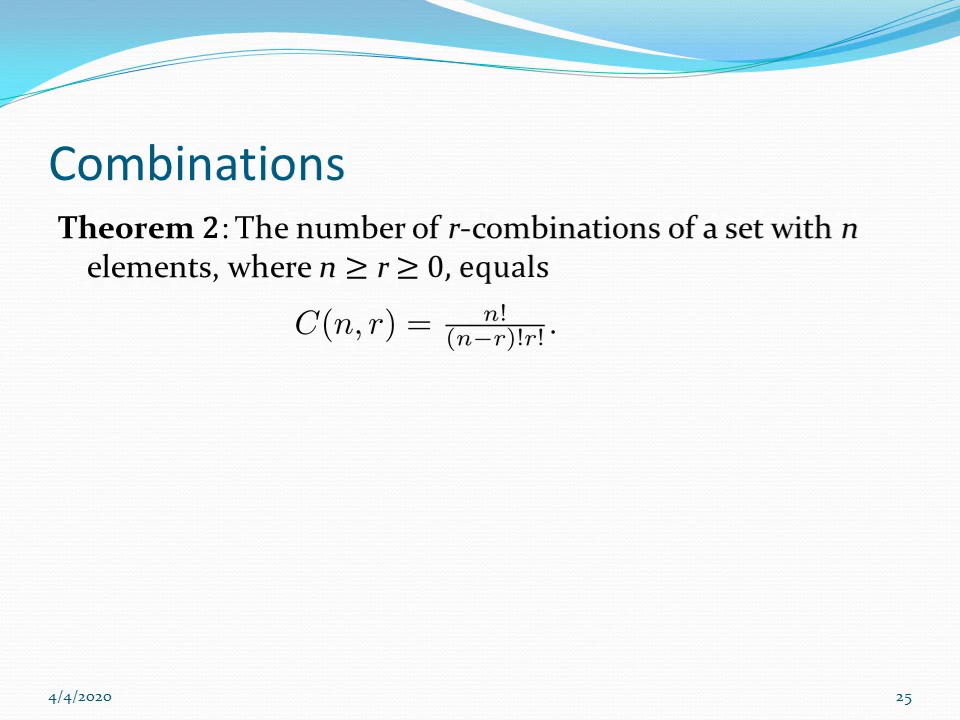 Combinations
Theorem 2: The number of r-combinations of a set with n
elements, where n ≥ r ≥ 0, equals
C(n, r) = n! / (n−r)!r! .
4/4/2020
25